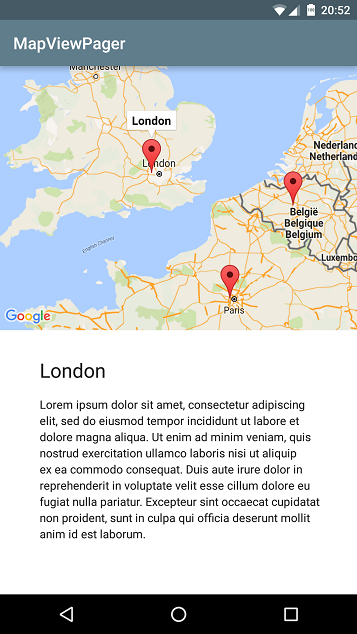 20:52
MapViewPager
Manchester
London
London
Nederland
Netherland
België
Belgique
Belgium
English Channel
Luxembo
Paris
Google
London
Lorem ipsum dolor sit amet, consectetur adipiscing
elit, sed do eiusmod tempor incididunt ut labore et
dolore magna aliqua. Ut enim ad minim veniam, quis
nostrud exercitation ullamco laboris nisi ut aliquip
ex ea commodo consequat. Duis aute irure dolor in
reprehenderit in voluptate velit esse cillum dolore eu
fugiat nulla pariatur. Excepteur sint occaecat cupidatat
non proident, sunt in culpa qui officia deserunt mollit
anim id est laborum.